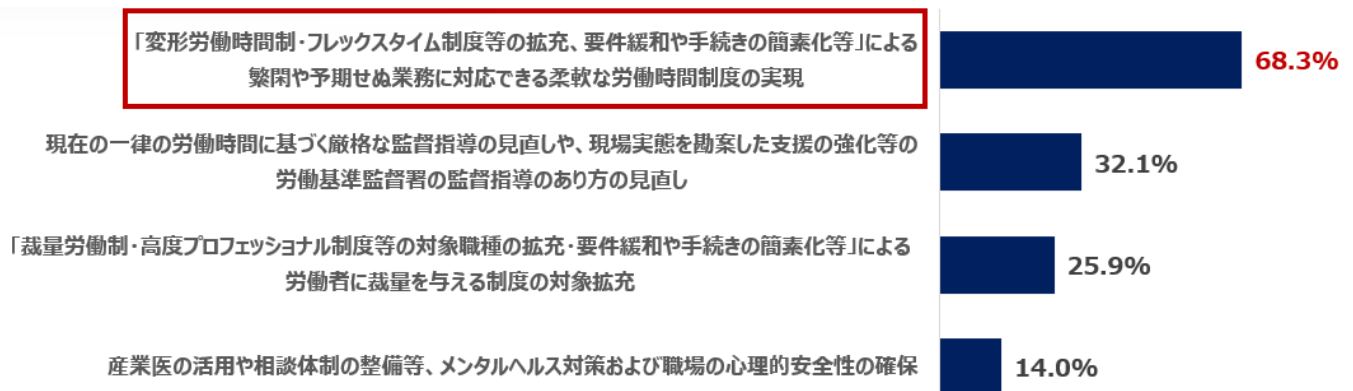 「変形労働時間制・フレックスタイム制度等の拡充、要件緩和や手続きの簡素化等」による
繁閑や予期せぬ業務に対応できる柔軟な労働時間制度の実現
68.3%
現在の一律の労働時間に基づく厳格な監督指導の見直しや、現場実態を勘案した支援の強化等の
労働基準監督署の監督指導のあり方の見直し
32.1%
「裁量労働制・高度プロフェッショナル制度等の対象職種の拡充・要件緩和や手続きの簡素化等」による
労働者に裁量を与える制度の対象拡充
25.9%
産業医の活用や相談体制の整備等、メンタルヘルス対策および職場の心理的安全性の確保
14.0%